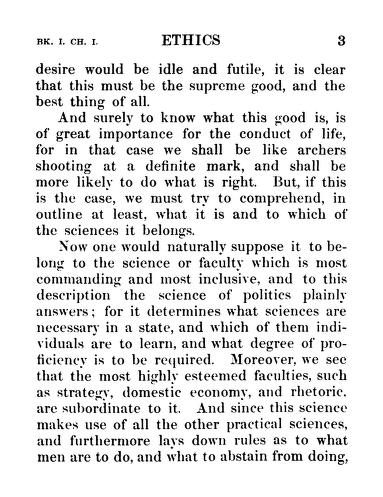 BK. I. CH. I. ETHICS 3
desire would be idle and futile, it is clear
that this must be the supreme good, and the
best thing of all.
And surely to know what this good is, is
of great importance for the conduct of life,
for in that case we shall be like archers
shooting at a definite mark, and shall be
more likely to do what is right. But, if this
is the case, we must try to comprehend, in
outline at least, what it is and to which of
the sciences it belongs.
Now one would naturally suppose it to be-
long to the science or faculty which is most
commanding and most inclusive, and to this
description the science of politics plainly
answers; for it determines what sciences are
necessary in a state, and which of them indi-
viduals are to learn, and what degree of pro-
ficiency is to be required. Moreover, we see
that the most highly esteemed faculties, such
as strategy, domestic economy, and rhetoric.
are subordinate to it. And since this science
makes use of all the other practical sciences,
and furthermore lays down rules as to what
men are to do, and what to abstain from doing,